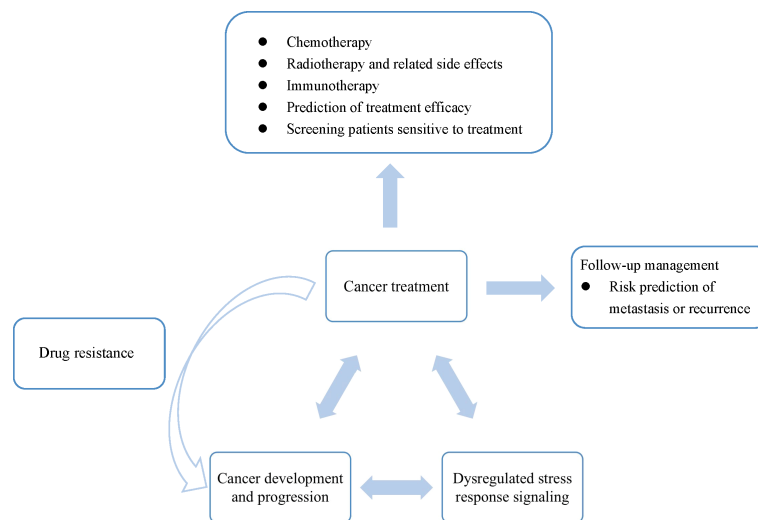 ● Chemotherapy
● Radiotherapy and related side effects
● Immunotherapy
● Prediction of treatment efficacy
● Screening patients sensitive to treatment
Cancer treatment
Follow-up management
● Risk prediction of
metastasis or recurrence
Drug resistance
Cancer development
and progression
Dysregulated stress
response signaling